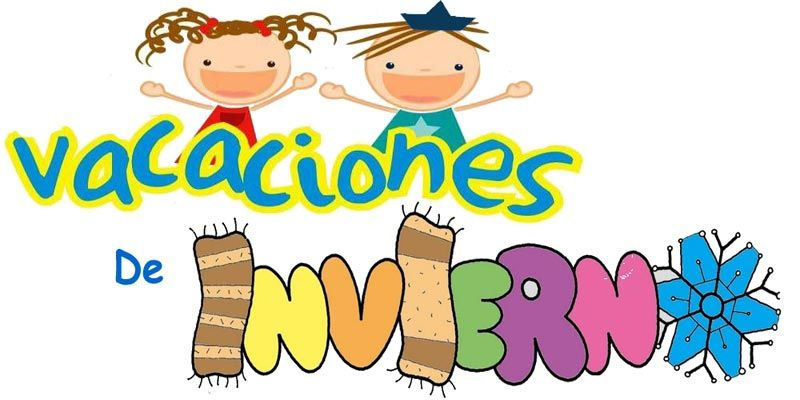 vacaciones
De
INVIERNO